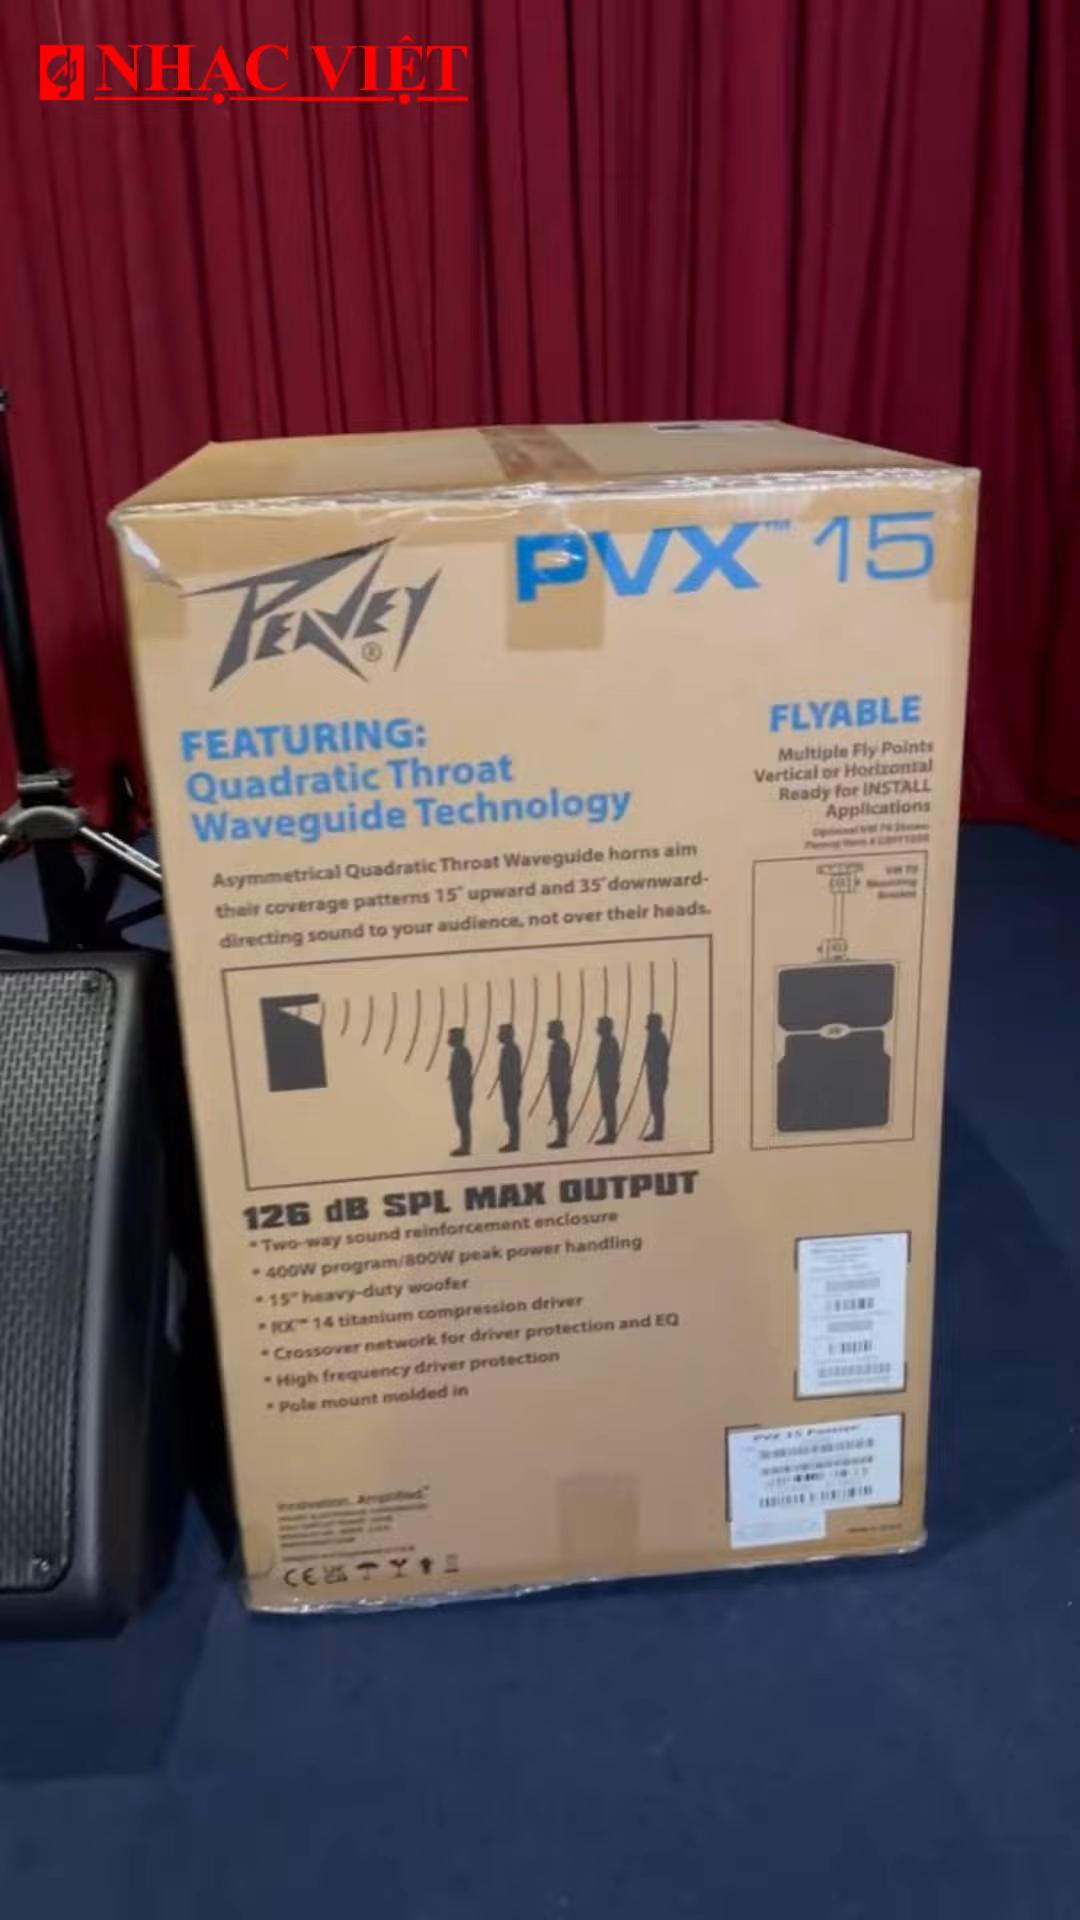 NHẠC VIỆT
PEAVEY®
PVX™ 15
FEATURING:
Quadratic Throat
Waveguide Technology
Asymmetrical Quadratic Throat Waveguide horns aim
their coverage patterns 15° upward and 35° downward-
directing sound to your audience, not over their heads.
FLYABLE
Multiple Fly Points
Vertical or Horizontal
Ready for INSTALL
Applications
126 dB SPL MAX OUTPUT
* Two-way sound reinforcement enclosure
* 400W program/800W peak power handling
* 15" heavy-duty woofer
* RX™ 14 titanium compression driver
* Crossover network for driver protection and EQ
* High frequency driver protection
* Pole mount molded in
Innovation. Amplified.™
PVX 15 Passive